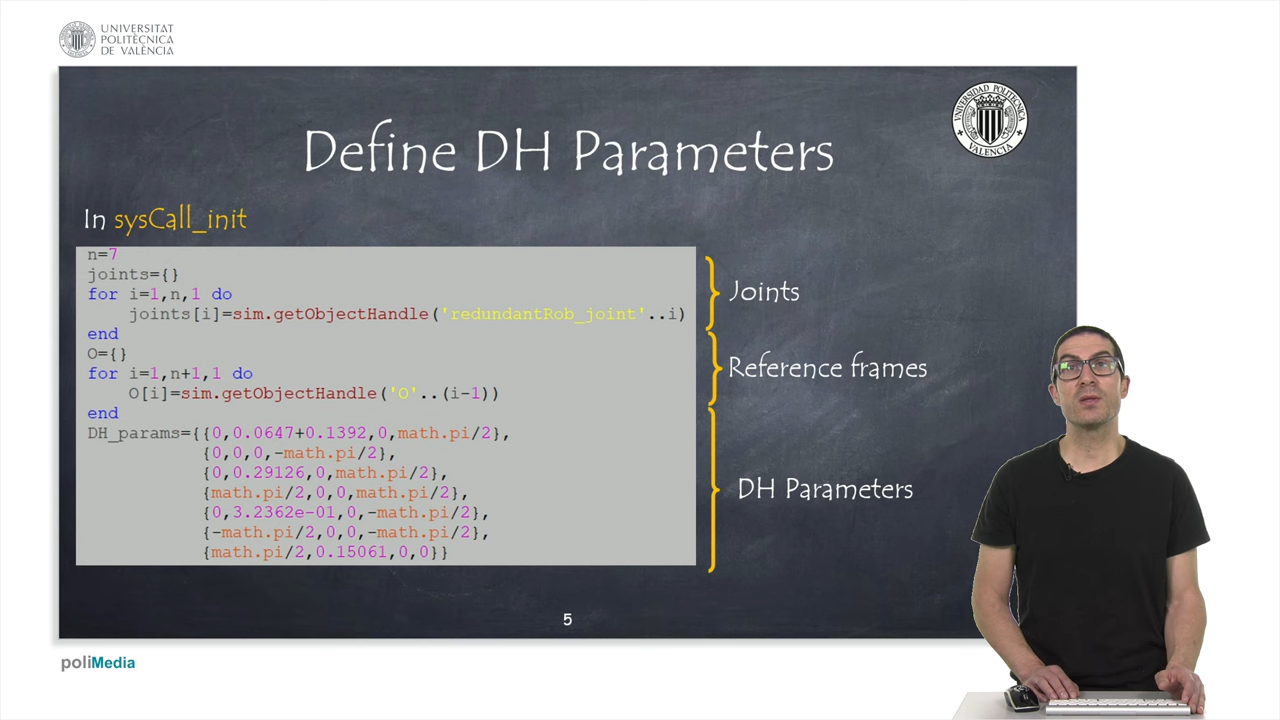 UNIVERSITAT
POLITÈCNICA
DE VALÈNCIA
UNIVERSIDAD POLITECNICA
VALENCIA
Define DH Parameters
In sysCall_init
n=7
joints={}
for i=1,n,1 do
joints[i]=sim.getObjectHandle('redundantRob_joint'..i)
end
O={}
for i=1,n+1,1 do
O[i]=sim.getObjectHandle('O'..(i-1))
end
DH_params={{0,0.0647+0.1392,0,math.pi/2},
{0,0,0,-math.pi/2},
{0,0.29126,0,math.pi/2},
{math.pi/2,0,0,math.pi/2},
{0,3.2362e-01,0,-math.pi/2},
{-math.pi/2,0,0,-math.pi/2},
{math.pi/2,0.15061,0,0}}
Joints
Reference frames
DH Parameters
5
poliMedia